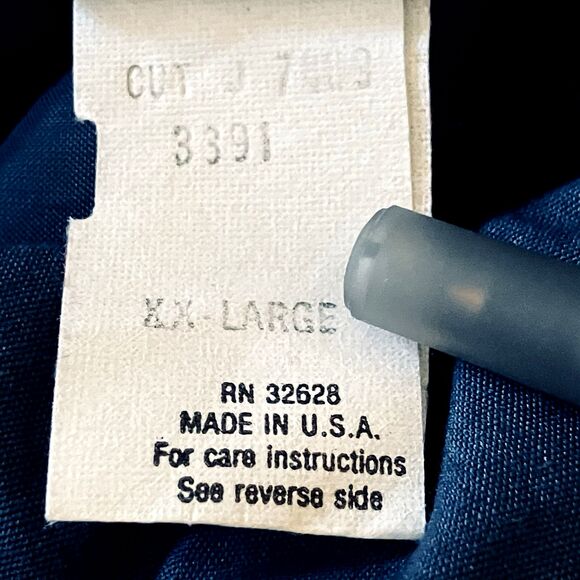 CUT J
3391
XX-LARGE
RN 32628
MADE IN U.S.A.
For care instructions
See reverse side